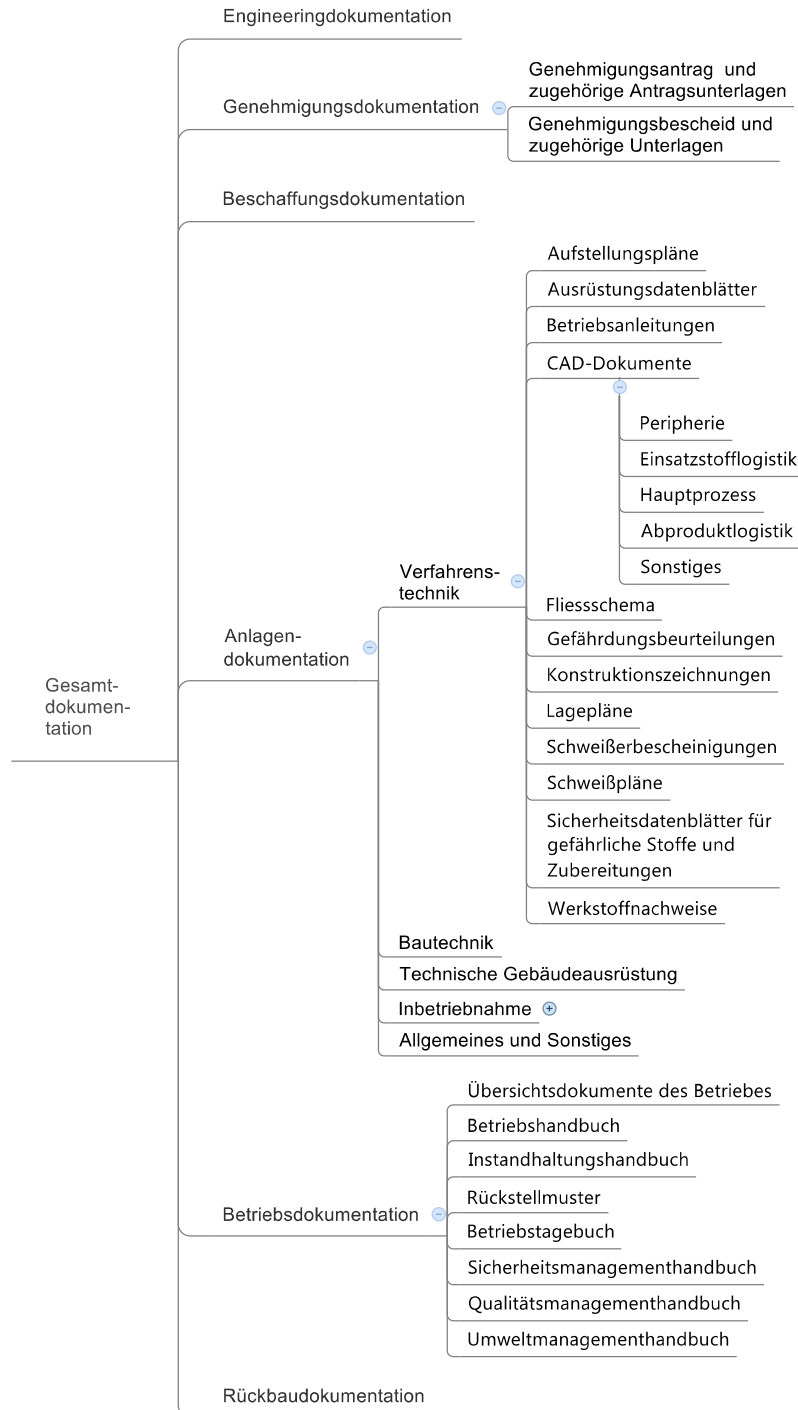 Engineeringdokumentation
Genehmigungsdokumentation
Genehmigungsantrag und
zugehörige Antragsunterlagen
Genehmigungsbescheid und
zugehörige Unterlagen
Beschaffungsdokumentation
Gesamt-
dokumen-
tation
Anlagen-
dokumentation
Verfahrens-
technik
Aufstellungspläne
Ausrüstungsdatenblätter
Betriebsanleitungen
CAD-Dokumente
Peripherie
Einsatzstofflogistik
Hauptprozess
Abproduktlogistik
Sonstiges
Fliessschema
Gefährdungsbeurteilungen
Konstruktionszeichnungen
Lagepläne
Schweißerbescheinigungen
Schweißpläne
Sicherheitsdatenblätter für
gefährliche Stoffe und
Zubereitungen
Werkstoffnachweise
Bautechnik
Technische Gebäudeausrüstung
Inbetriebnahme
Allgemeines und Sonstiges
Betriebsdokumentation
Übersichtsdokumente des Betriebes
Betriebshandbuch
Instandhaltungshandbuch
Rückstellmuster
Betriebstagebuch
Sicherheitsmanagementhandbuch
Qualitätsmanagementhandbuch
Umweltmanagementhandbuch
Rückbaudokumentation